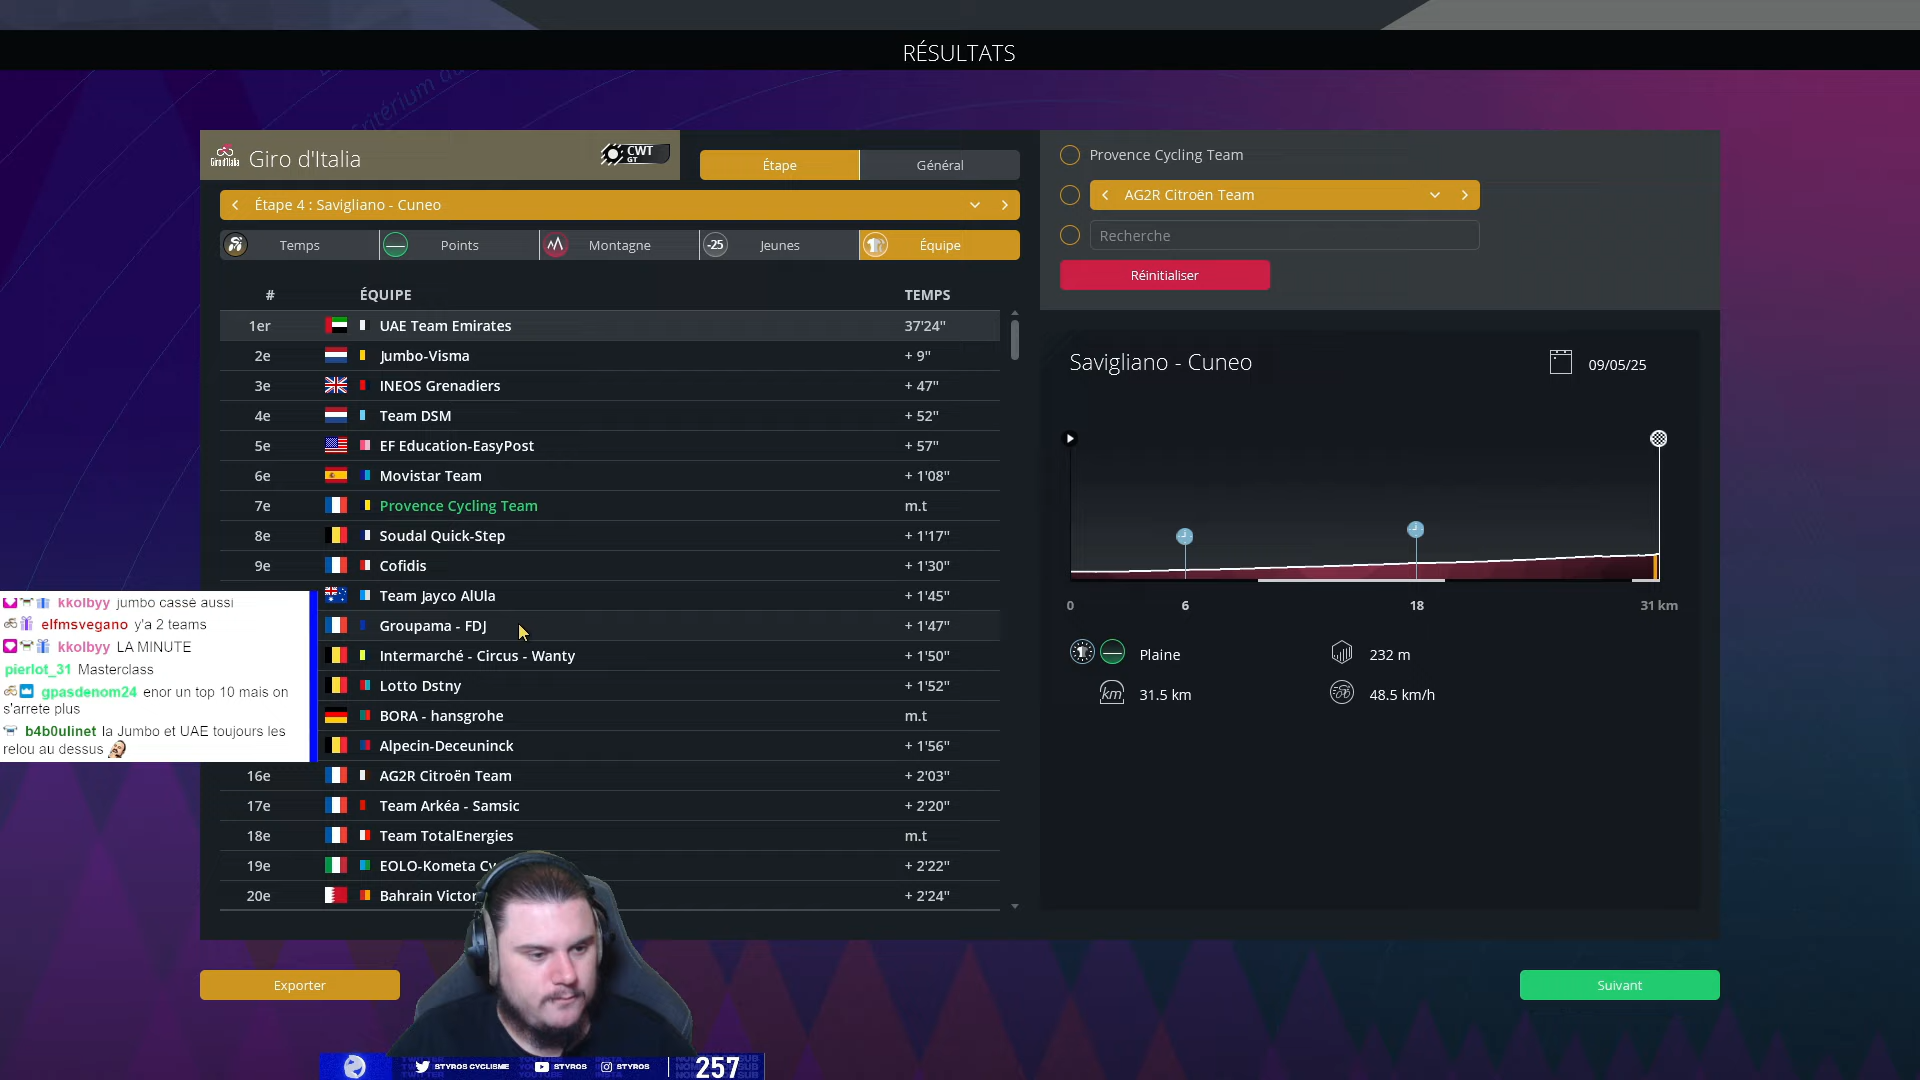 RÉSULTATS
Giro d'Italia
CWT
GT
Étape
Général
Étape 4 : Savigliano - Cuneo
Temps
Points
Montagne
-25
Jeunes
Équipe
# ÉQUIPE TEMPS
1er UAE Team Emirates 37'24''
2e Jumbo-Visma + 9''
3e INEOS Grenadiers + 47''
4e Team DSM + 52''
5e EF Education-EasyPost + 57''
6e Movistar Team + 1'08''
7e Provence Cycling Team m.t
8e Soudal Quick-Step + 1'17''
9e Cofidis + 1'30''
Team Jayco AlUla + 1'45''
Groupama - FDJ + 1'47''
Intermarché - Circus - Wanty + 1'50''
Lotto Dstny + 1'52''
BORA - hansgrohe m.t
Alpecin-Deceuninck + 1'56''
16e AG2R Citroën Team + 2'03''
17e Team Arkéa - Samsic + 2'20''
18e Team TotalEnergies m.t
19e EOLO-Kometa Cy + 2'22''
20e Bahrain Victor + 2'24''
kkolbyy jumbo cassé aussi
elfmsvegano y'a 2 teams
kkolbyy LA MINUTE
pierlot_31 Masterclass
gpasdenom24 enor un top 10 mais on
s'arrete plus
b4b0ulinet la Jumbo et UAE toujours les
relou au dessus
Provence Cycling Team
AG2R Citroën Team
Recherche
Réinitialiser
Savigliano - Cuneo
09/05/25
0 6 18 31 km
Plaine
232 m
km 31.5 km
48.5 km/h
Exporter
Suivant
STYROS CYCLISME
STYROS
STYROS
257